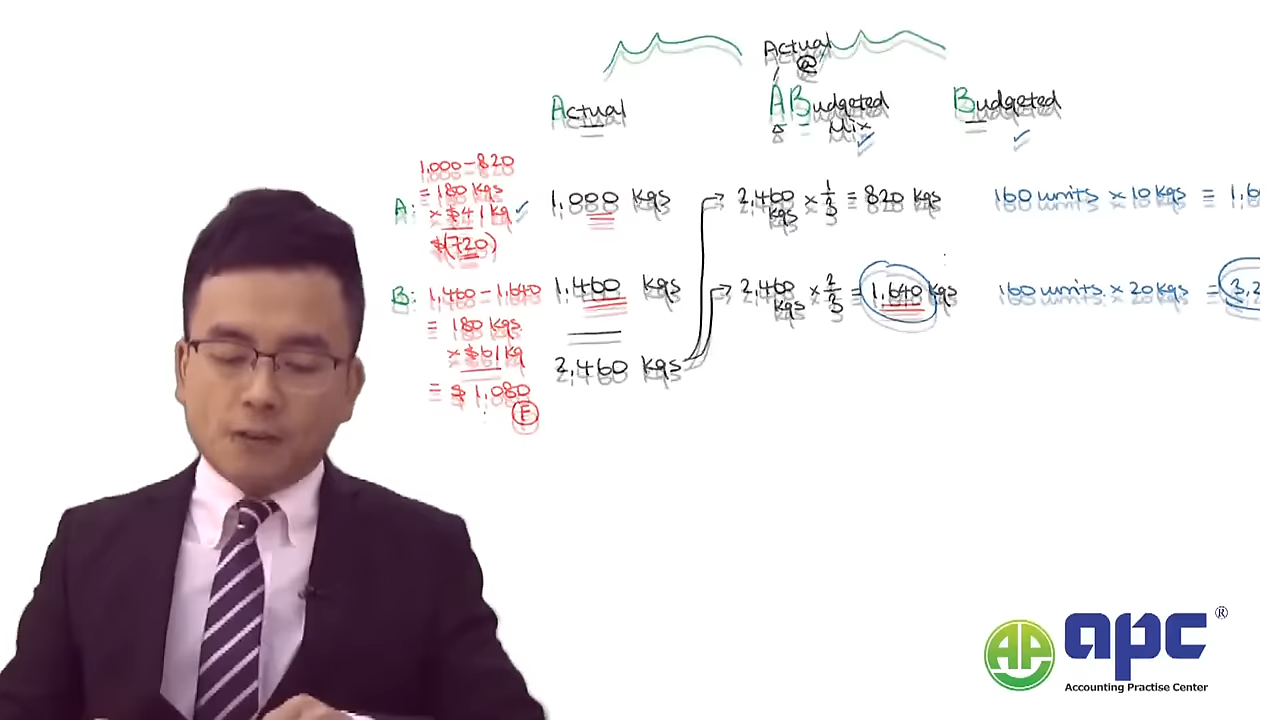 Actual
@
Actual
A Budgeted
Mix
Budgeted
1,000 - 820
= 180 kgs
A: × $4/kg
$(720)
1,000 kgs
2,460 kgs × 1/3 = 820 kgs
160 units × 10 kgs = 1,6
B: 1,460 - 1,640
= 180 kgs
× $6/kg
= $1,080
F
1,460 kgs
2,460 kgs × 2/3 = 1,640 kgs
160 units × 20 kgs = 3,2
2,460 kgs
AP apc®
Accounting Practise Center